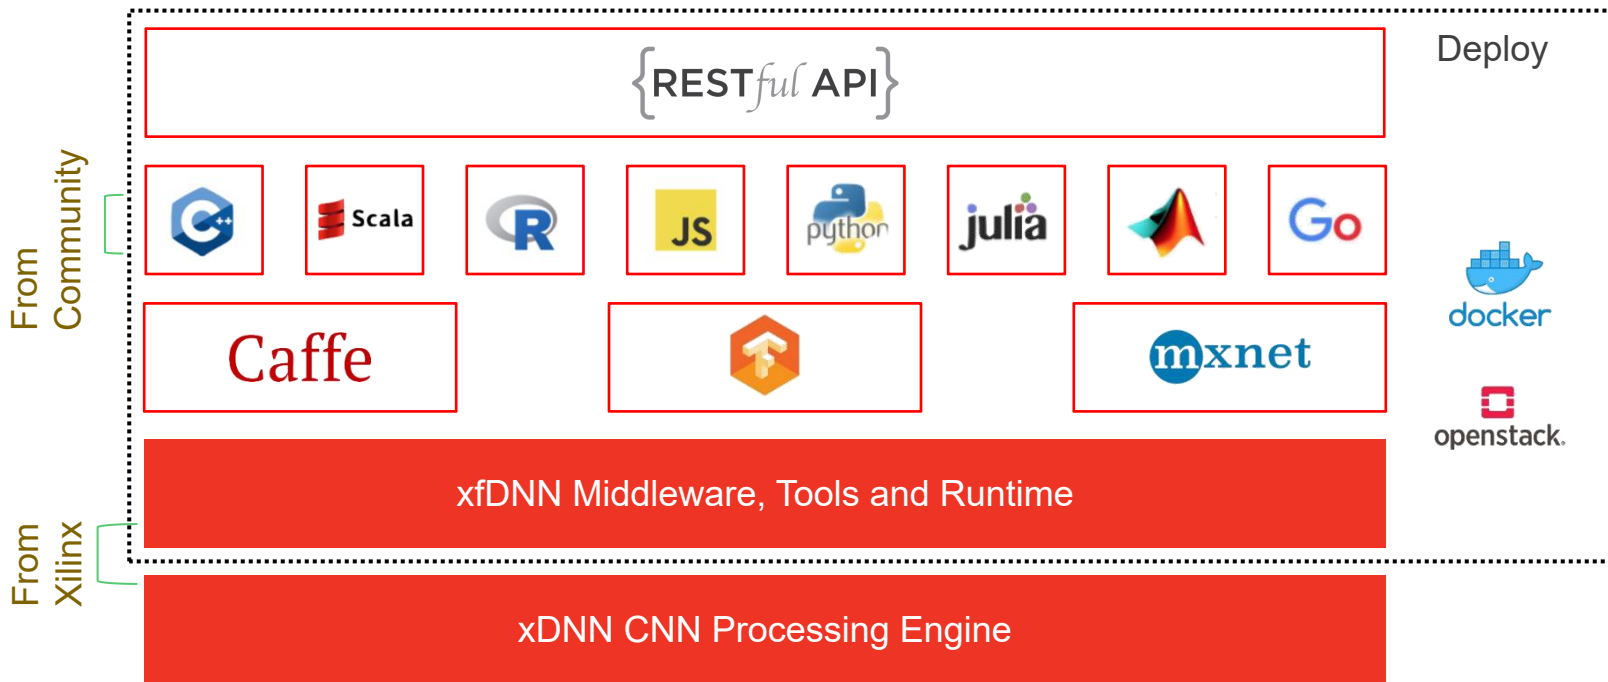 {RESTful API}
Deploy
From
Community
C++
Scala
R
JS
python
julia
Go
docker
Caffe
TF
mxnet
openstack.
xfDNN Middleware, Tools and Runtime
From
Xilinx
xDNN CNN Processing Engine